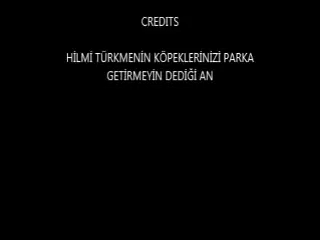 CREDITS
HİLMİ TÜRKMENİN KÖPEKLERİNİZİ PARKA
GETİRMEYİN DEDİĞİ AN